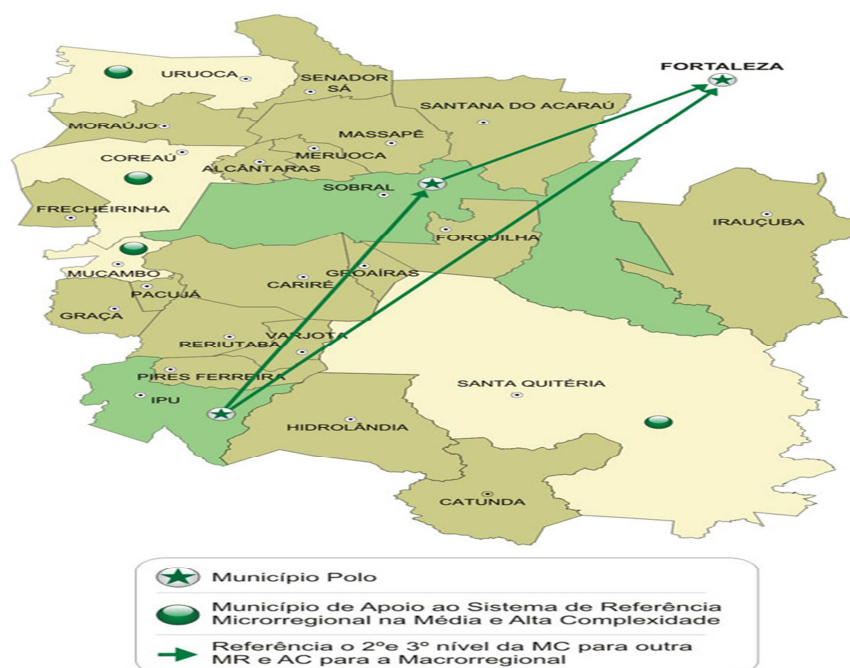 URUOCA
SENADOR
SÁ
FORTALEZA
SANTANA DO ACARAÚ
MORAÚJO
MASSAPÊ
MERUOCA
COREAÚ
ALCÂNTARAS
SOBRAL
FRECHEIRINHA
IRAUÇUBA
FORQUILHA
MUCAMBO
GROAÍRAS
CARIRÉ
PACUJÁ
GRAÇA
VARJOTA
RERIUTABA
PIRES FERREIRA
SANTA QUITÉRIA
IPU
HIDROLÂNDIA
CATUNDA
Município Polo
Município de Apoio ao Sistema de Referência
Microrregional na Média e Alta Complexidade
Referência o 2ºe 3º nível da MC para outra
MR e AC para a Macrorregional